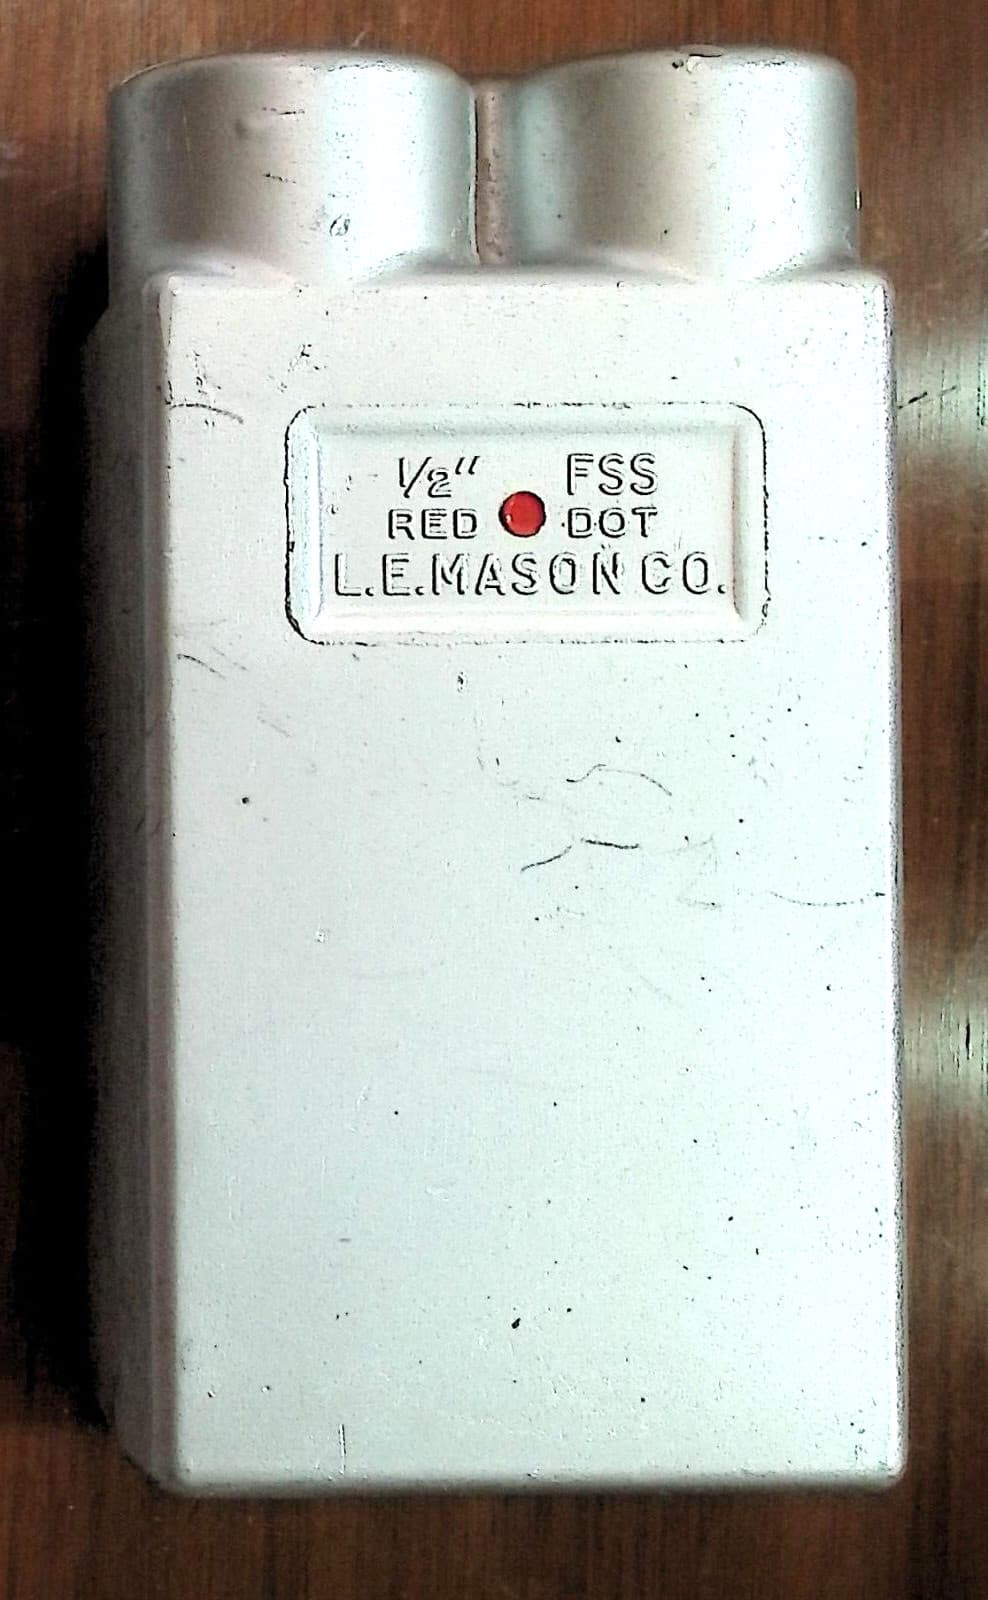 1/2" FSS
RED DOT
L.E. MASON CO.